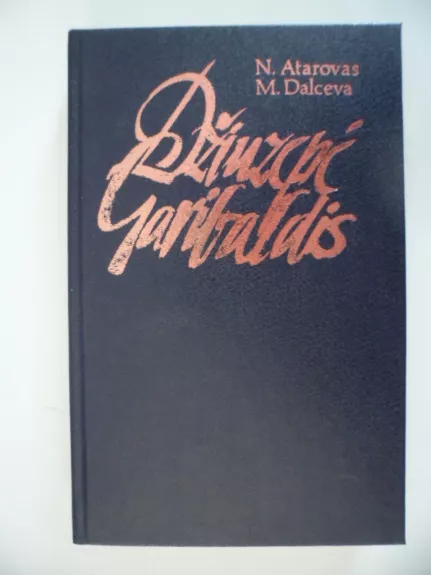 N. Atarovas
M. Dalceva
Džiuzepė
Garibaldis